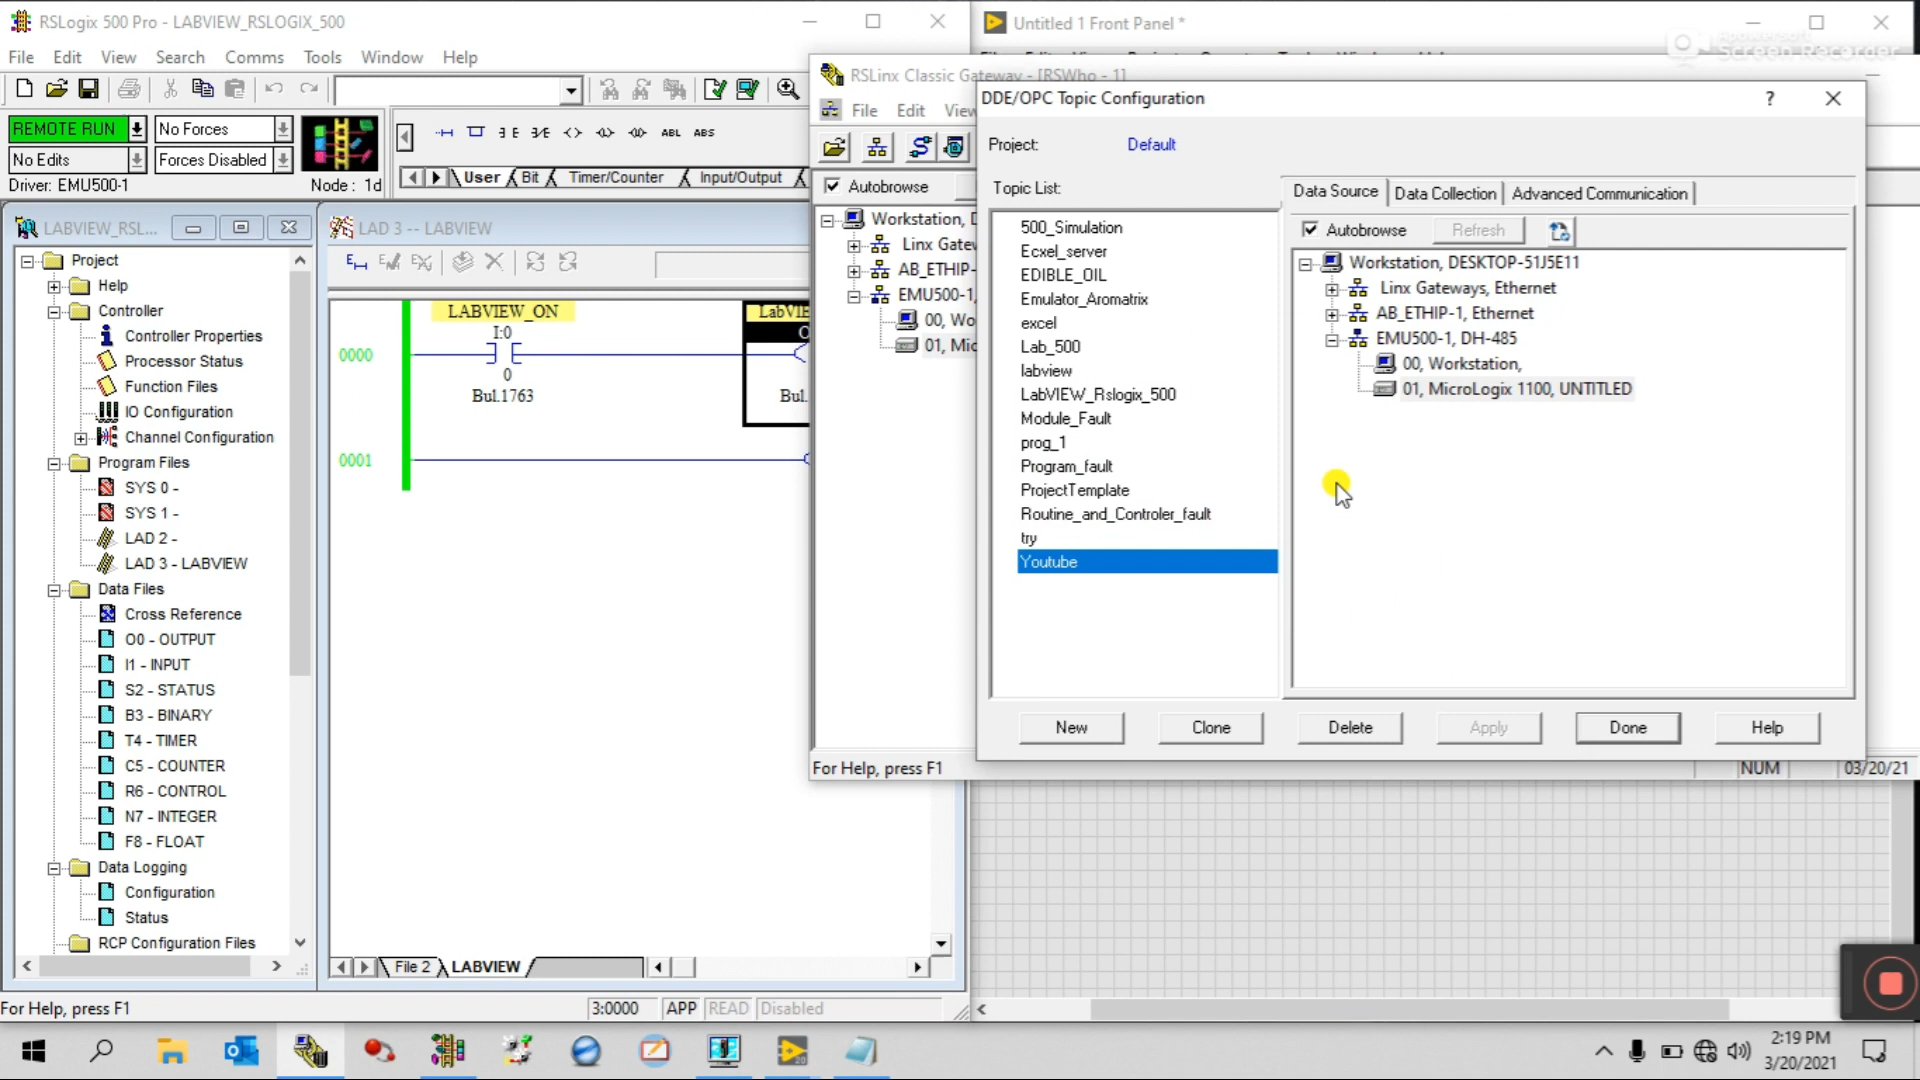 RSLogix 500 Pro - LABVIEW_RSLOGIX_500
File Edit View Search Comms Tools Window Help
REMOTE RUN
No Forces
No Edits
Forces Disabled
Driver: EMU500-1
Node : 1d
ABL ABS
User Bit Timer/Counter Input/Output
LABVIEW_RSL...
Project
Help
Controller
Controller Properties
Processor Status
Function Files
IO Configuration
Channel Configuration
Program Files
SYS 0 -
SYS 1 -
LAD 2 -
LAD 3 - LABVIEW
Data Files
Cross Reference
O0 - OUTPUT
I1 - INPUT
S2 - STATUS
B3 - BINARY
T4 - TIMER
C5 - COUNTER
R6 - CONTROL
N7 - INTEGER
F8 - FLOAT
Data Logging
Configuration
Status
RCP Configuration Files
LAD 3 -- LABVIEW
LABVIEW_ON
I:0
0000
0
Bul.1763
LabVIE
Bul.
0001
File 2 LABVIEW
For Help, press F1
3:0000 APP READ Disabled
Untitled 1 Front Panel *
Apowersoft
Screen Recorder
RSLinx Classic Gateway - [RSWho - 1]
File Edit View
Autobrowse
Workstation, D
Linx Gatew
AB_ETHIP-
EMU500-1,
00, Wo
01, Mic
For Help, press F1
NUM
03/20/21
DDE/OPC Topic Configuration
?
Project: Default
Topic List:
500_Simulation
Ecxel_server
EDIBLE_OIL
Emulator_Aromatrix
excel
Lab_500
labview
LabVIEW_Rslogix_500
Module_Fault
prog_1
Program_fault
ProjectTemplate
Routine_and_Controler_fault
try
Youtube
Data Source Data Collection Advanced Communication
Autobrowse
Refresh
Workstation, DESKTOP-51J5E11
Linx Gateways, Ethernet
AB_ETHIP-1, Ethernet
EMU500-1, DH-485
00, Workstation,
01, MicroLogix 1100, UNTITLED
New Clone Delete Apply Done Help
2:19 PM
3/20/2021